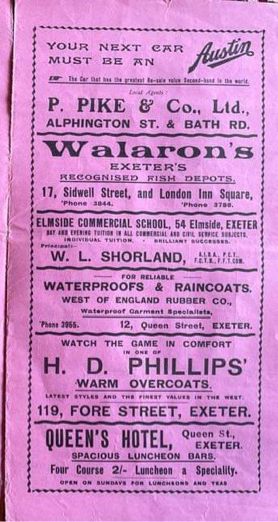 YOUR NEXT CAR
MUST BE AN Austin
The Car that has the greatest Re-sale value Second-hand in the world.
Local Agents:
P. PIKE & Co., Ltd.,
ALPHINGTON ST. & BATH RD.
Walaron's
EXETER'S
RECOGNISED FISH DEPOTS.
17, Sidwell Street, and London Inn Square,
'Phone 3844. 'Phone 3798.
ELMSIDE COMMERCIAL SCHOOL, 54 Elmside, EXETER
DAY AND EVENING TUITION IN ALL COMMERCIAL AND CIVIL SERVICE SUBJECTS.
INDIVIDUAL TUITION. BRILLIANT SUCCESSES.
Principal:-
W. L. SHORLAND,
FOR RELIABLE
WATERPROOFS & RAINCOATS.
WEST OF ENGLAND RUBBER CO.,
Waterproof Garment Specialists,
'Phone 3955. 12, Queen Street, EXETER.
WATCH THE GAME IN COMFORT
IN ONE OF
H. D. PHILLIPS'
WARM OVERCOATS.
LATEST STYLES AND THE FINEST VALUES IN THE WEST.
119, FORE STREET, EXETER.
QUEEN'S HOTEL, Queen St., EXETER.
SPACIOUS LUNCHEON BARS.
Four Course 2/- Luncheon a Speciality.
OPEN ON SUNDAYS FOR LUNCHEONS AND TEAS